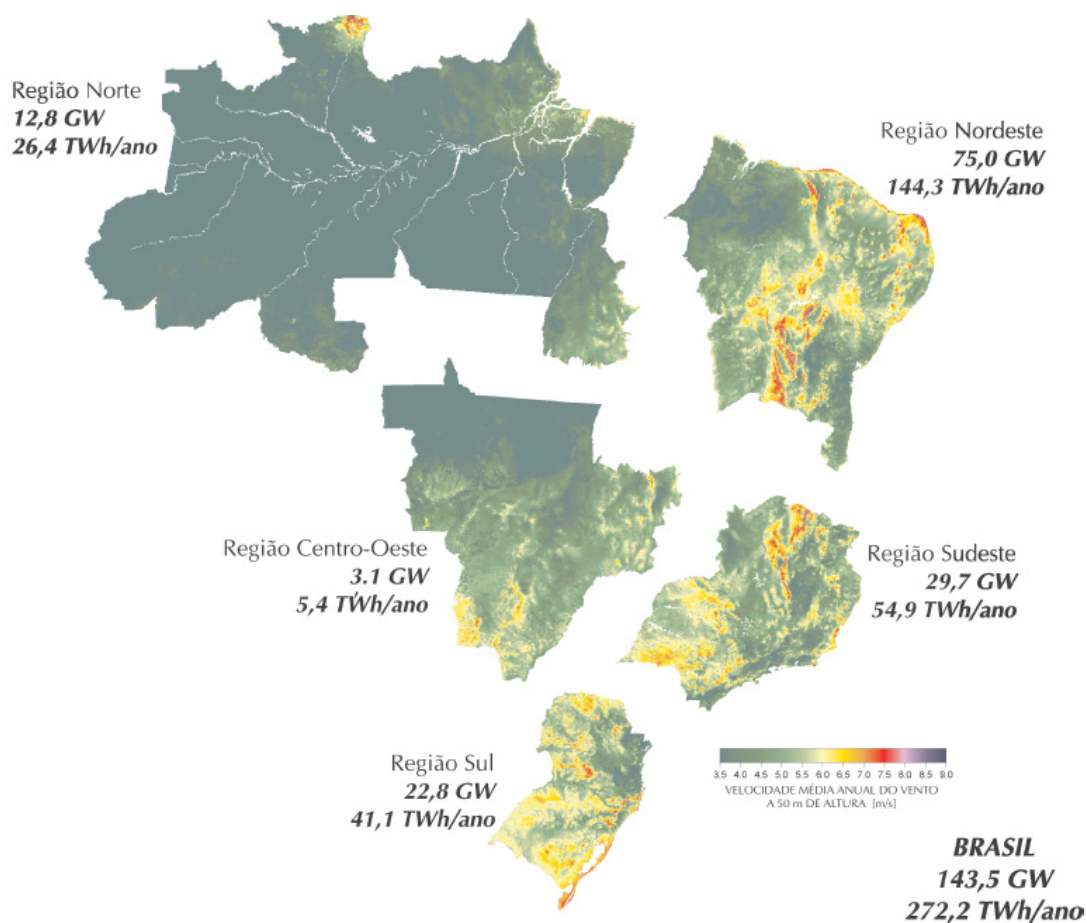 Região Norte
12,8 GW
26,4 TWh/ano
Região Nordeste
75,0 GW
144,3 TWh/ano
Região Centro-Oeste
3.1 GW
5,4 TWh/ano
Região Sudeste
29,7 GW
54,9 TWh/ano
Região Sul
22,8 GW
41,1 TWh/ano
3.5 4.0 4.5 5.0 5.5 6.0 6.5 7.0 7.5 8.0 8.5 9.0
VELOCIDADE MÉDIA ANUAL DO VENTO
A 50 m DE ALTURA [m/s]
BRASIL
143,5 GW
272,2 TWh/ano